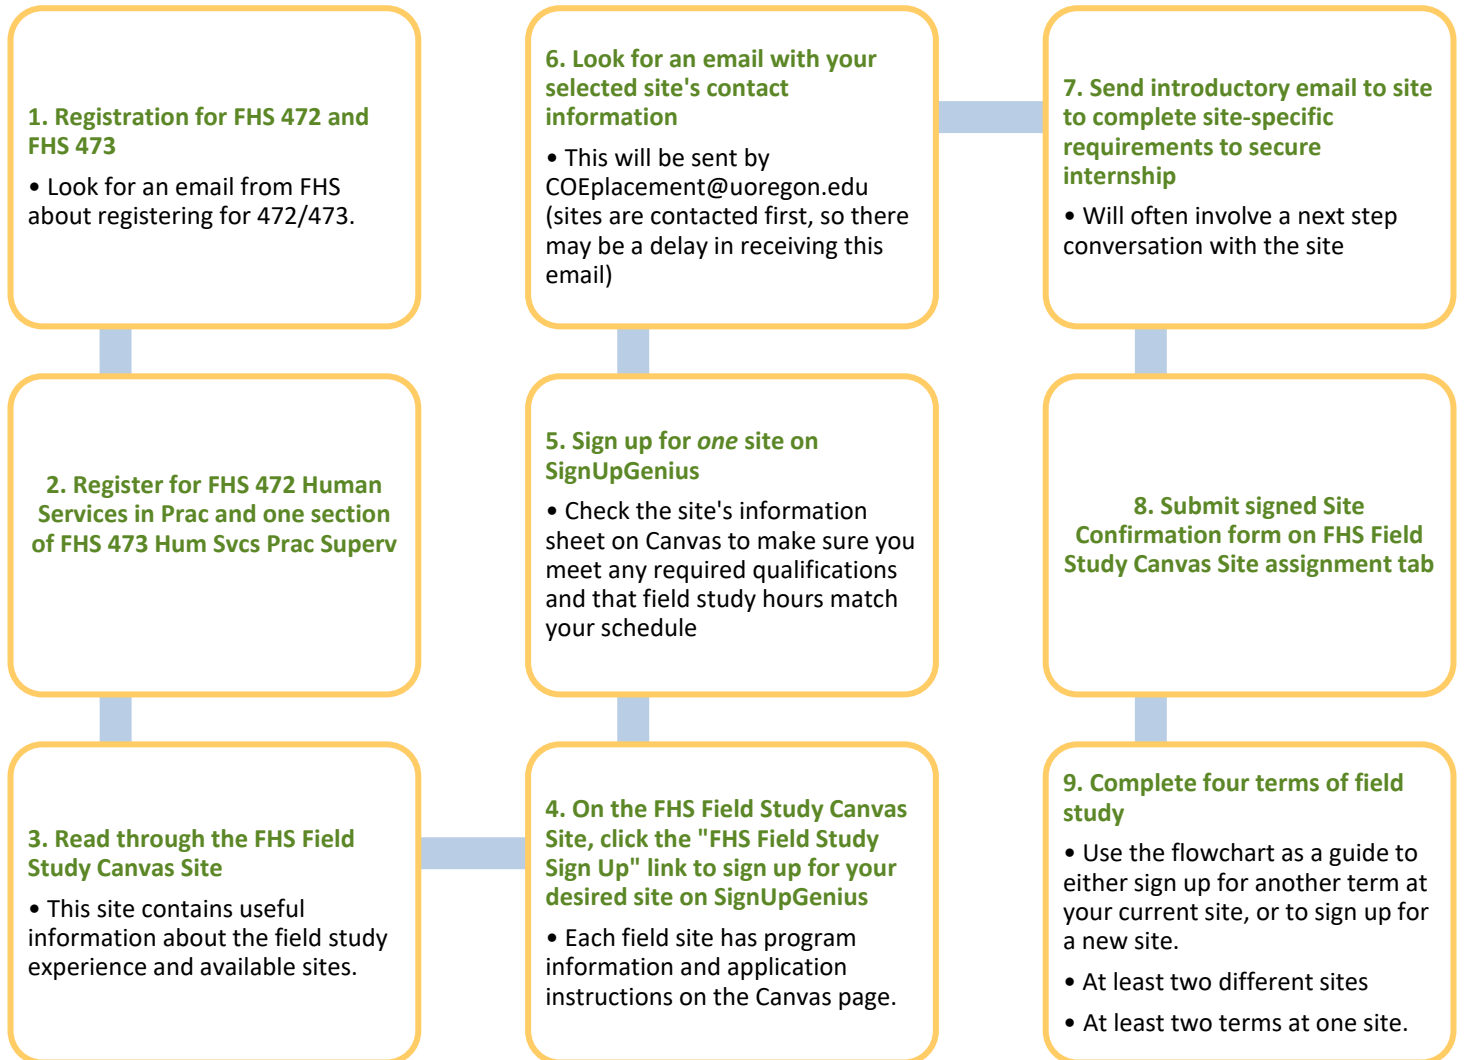 1. Registration for FHS 472 and
FHS 473
• Look for an email from FHS
about registering for 472/473.
2. Register for FHS 472 Human
Services in Prac and one section
of FHS 473 Hum Svcs Prac Superv
3. Read through the FHS Field
Study Canvas Site
• This site contains useful
information about the field study
experience and available sites.
4. On the FHS Field Study Canvas
Site, click the "FHS Field Study
Sign Up" link to sign up for your
desired site on SignUpGenius
• Each field site has program
information and application
instructions on the Canvas page.
5. Sign up for one site on
SignUpGenius
• Check the site's information
sheet on Canvas to make sure you
meet any required qualifications
and that field study hours match
your schedule
6. Look for an email with your
selected site's contact
information
• This will be sent by
COEplacement@uoregon.edu
(sites are contacted first, so there
may be a delay in receiving this
email)
7. Send introductory email to site
to complete site-specific
requirements to secure
internship
• Will often involve a next step
conversation with the site
8. Submit signed Site
Confirmation form on FHS Field
Study Canvas Site assignment tab
9. Complete four terms of field
study
• Use the flowchart as a guide to
either sign up for another term at
your current site, or to sign up for
a new site.
• At least two different sites
• At least two terms at one site.